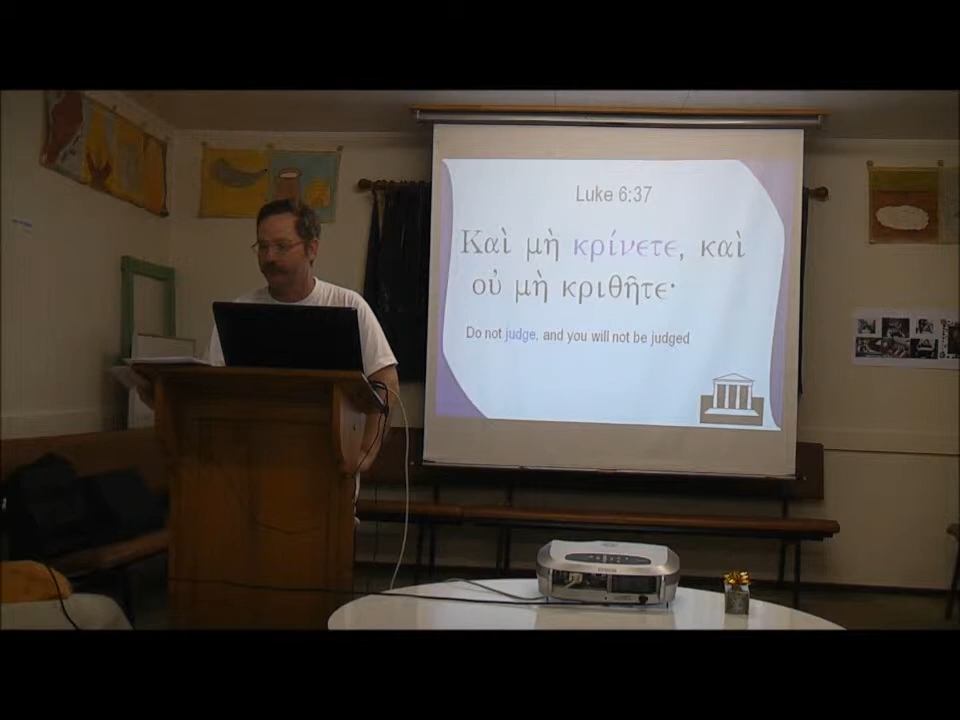 Luke 6:37
Καὶ μὴ κρίνετε, καὶ
οὐ μὴ κριθῆτε·
Do not judge, and you will not be judged
EPSON